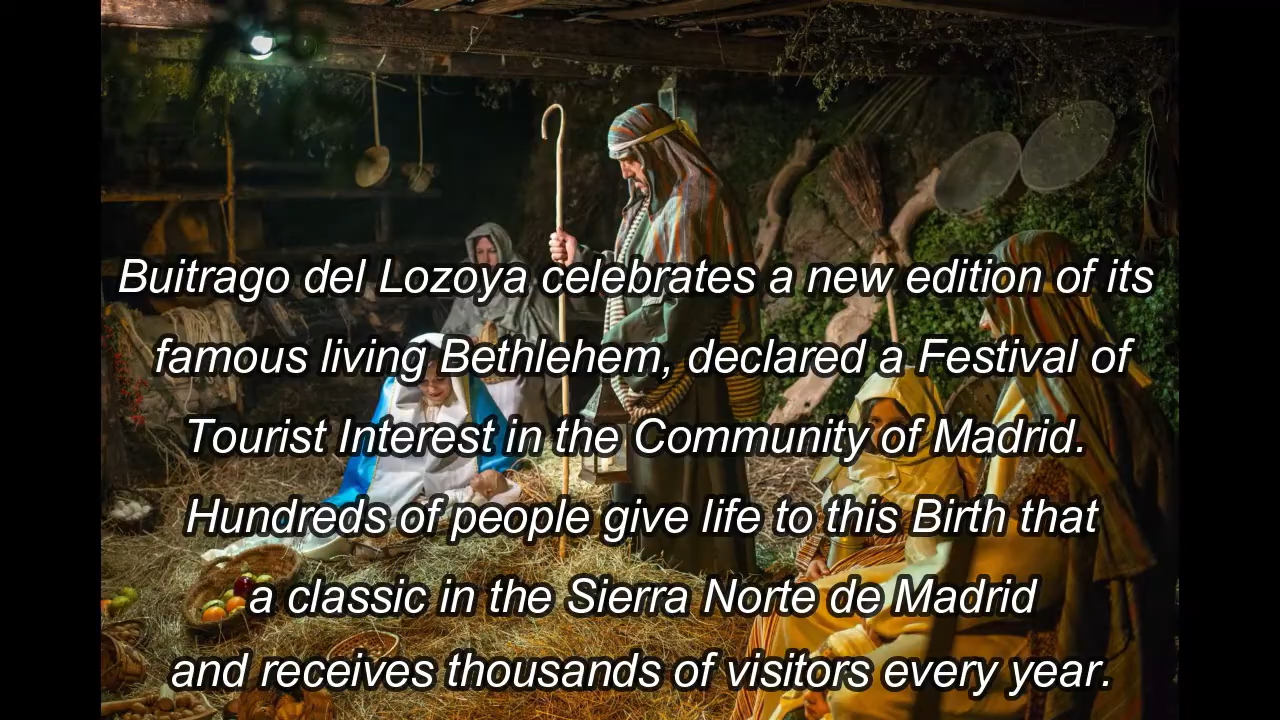 Buitrago del Lozoya celebrates a new edition of its
famous living Bethlehem, declared a Festival of
Tourist Interest in the Community of Madrid.
Hundreds of people give life to this Birth that
a classic in the Sierra Norte de Madrid
and receives thousands of visitors every year.